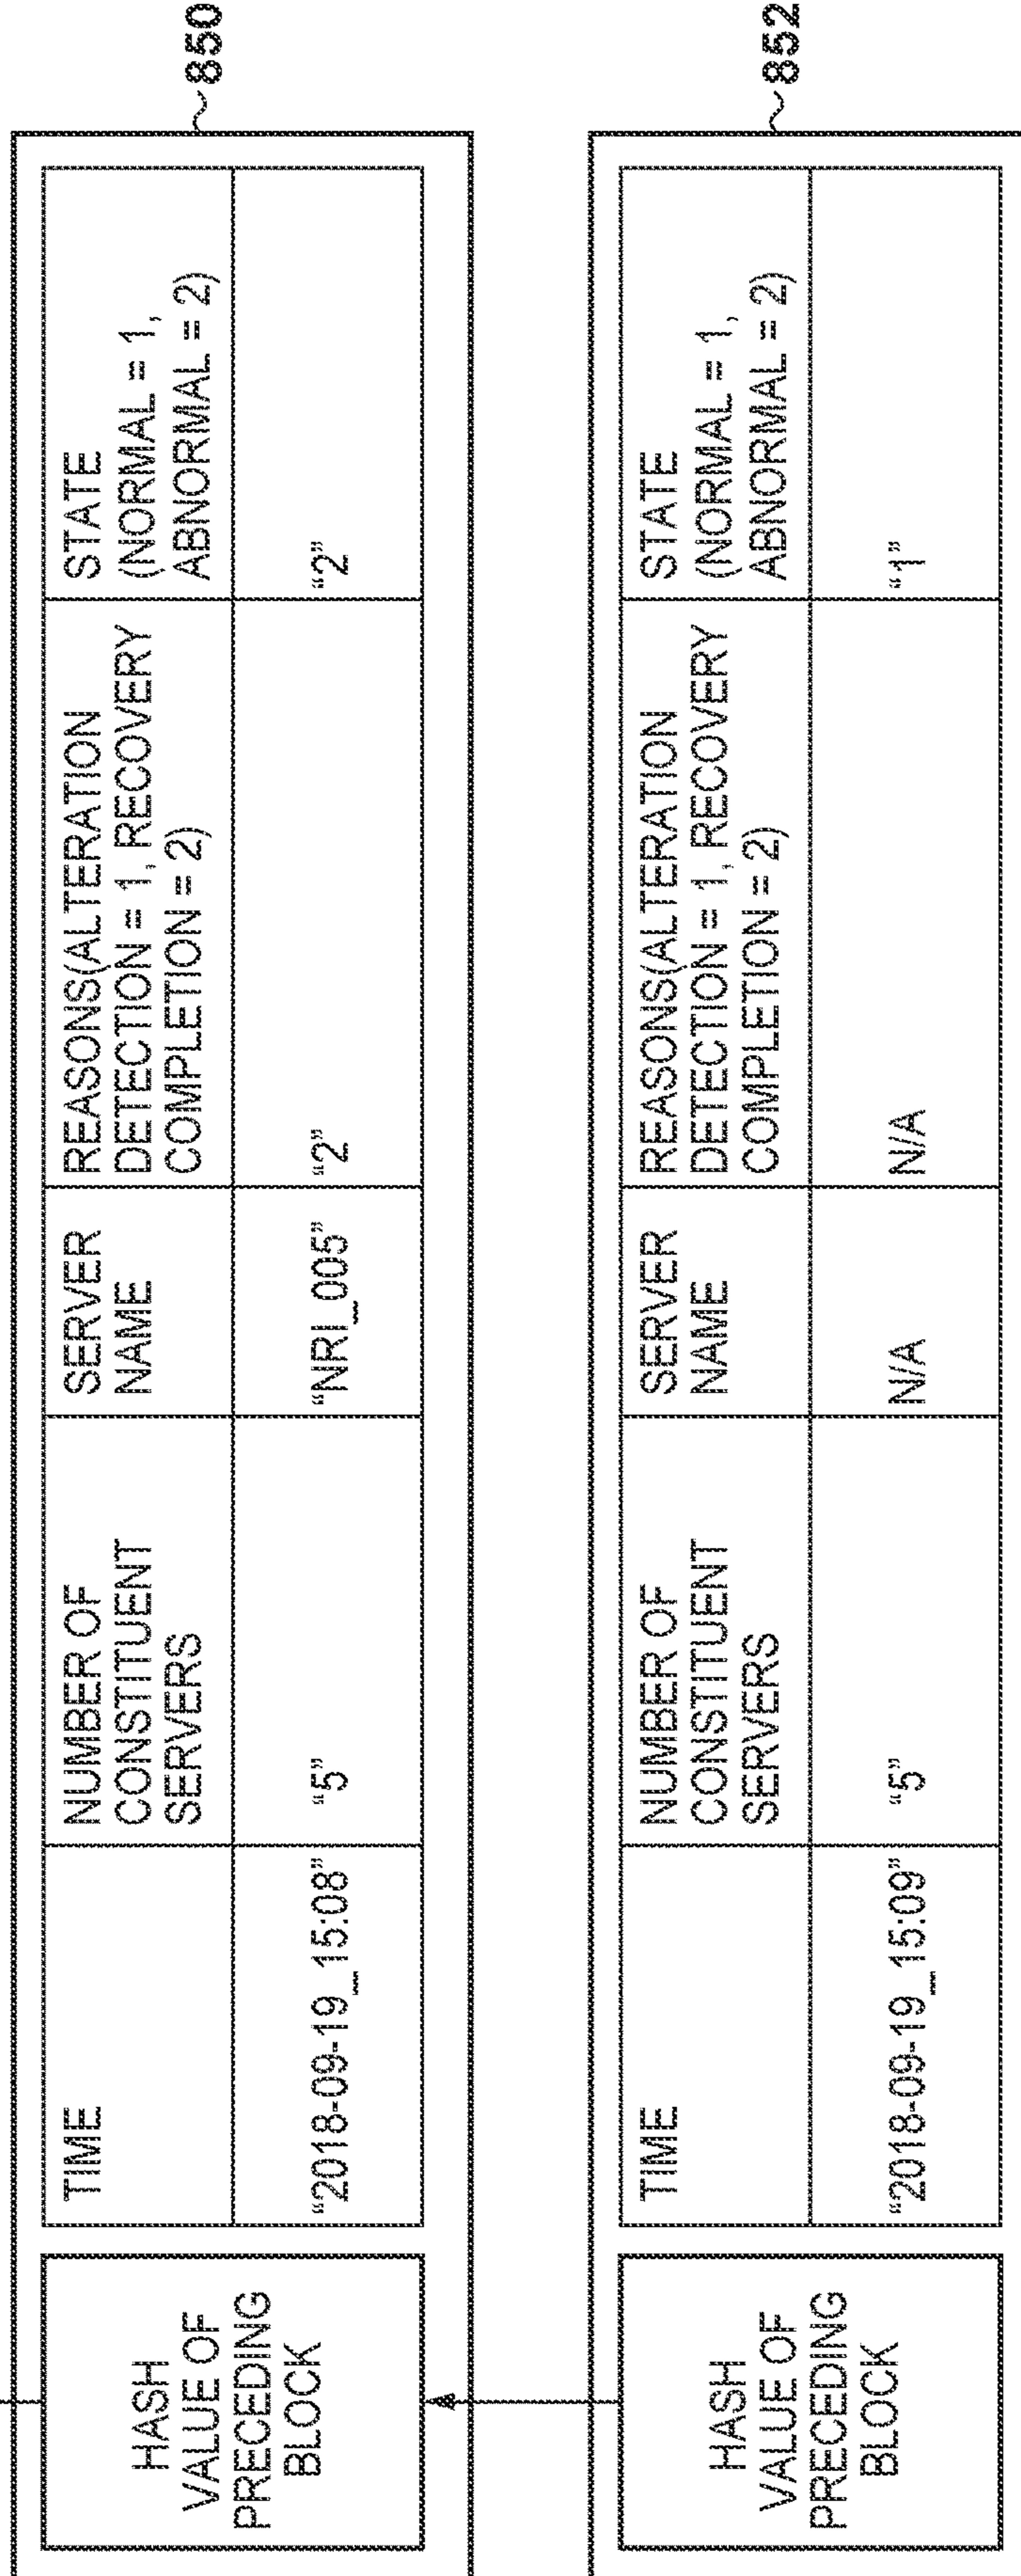 850
HASH
VALUE OF
PRECEDING
BLOCK
TIME
"2018-09-19_15:08"
NUMBER OF
CONSTITUENT
SERVERS
"5"
SERVER
NAME
"NRI_005"
REASONS(ALTERATION
DETECTION = 1, RECOVERY
COMPLETION = 2)
"2"
STATE
(NORMAL = 1,
ABNORMAL = 2)
"2"
852
HASH
VALUE OF
PRECEDING
BLOCK
TIME
"2018-09-19_15:09"
NUMBER OF
CONSTITUENT
SERVERS
"5"
SERVER
NAME
N/A
REASONS(ALTERATION
DETECTION = 1, RECOVERY
COMPLETION = 2)
N/A
STATE
(NORMAL = 1,
ABNORMAL = 2)
"1"